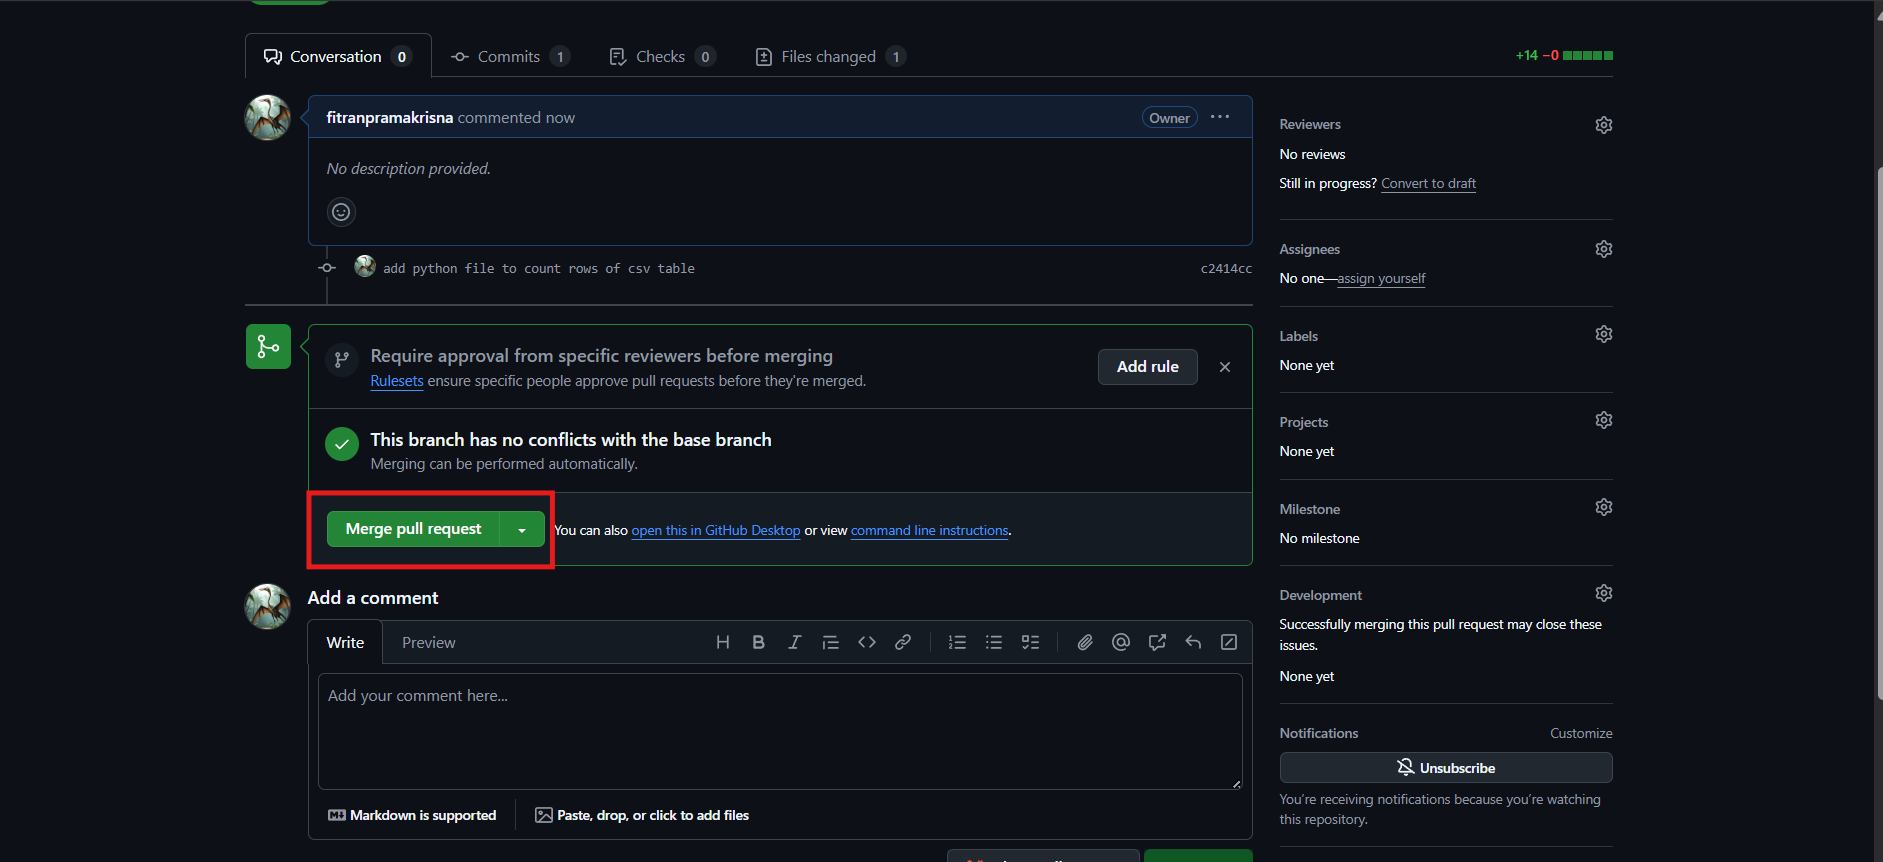 Conversation 0
Commits 1
Checks 0
Files changed 1
+14 −0
fitranpramakrisna commented now
Owner
No description provided.
add python file to count rows of csv table
c2414cc
Require approval from specific reviewers before merging
Rulesets ensure specific people approve pull requests before they're merged.
Add rule
This branch has no conflicts with the base branch
Merging can be performed automatically.
Merge pull request
You can also open this in GitHub Desktop or view command line instructions.
Add a comment
Write
Preview
Add your comment here...
Markdown is supported
Paste, drop, or click to add files
Reviewers
No reviews
Still in progress? Convert to draft
Assignees
No one—assign yourself
Labels
None yet
Projects
None yet
Milestone
No milestone
Development
Successfully merging this pull request may close these
issues.
None yet
Notifications
Customize
Unsubscribe
You're receiving notifications because you're watching
this repository.